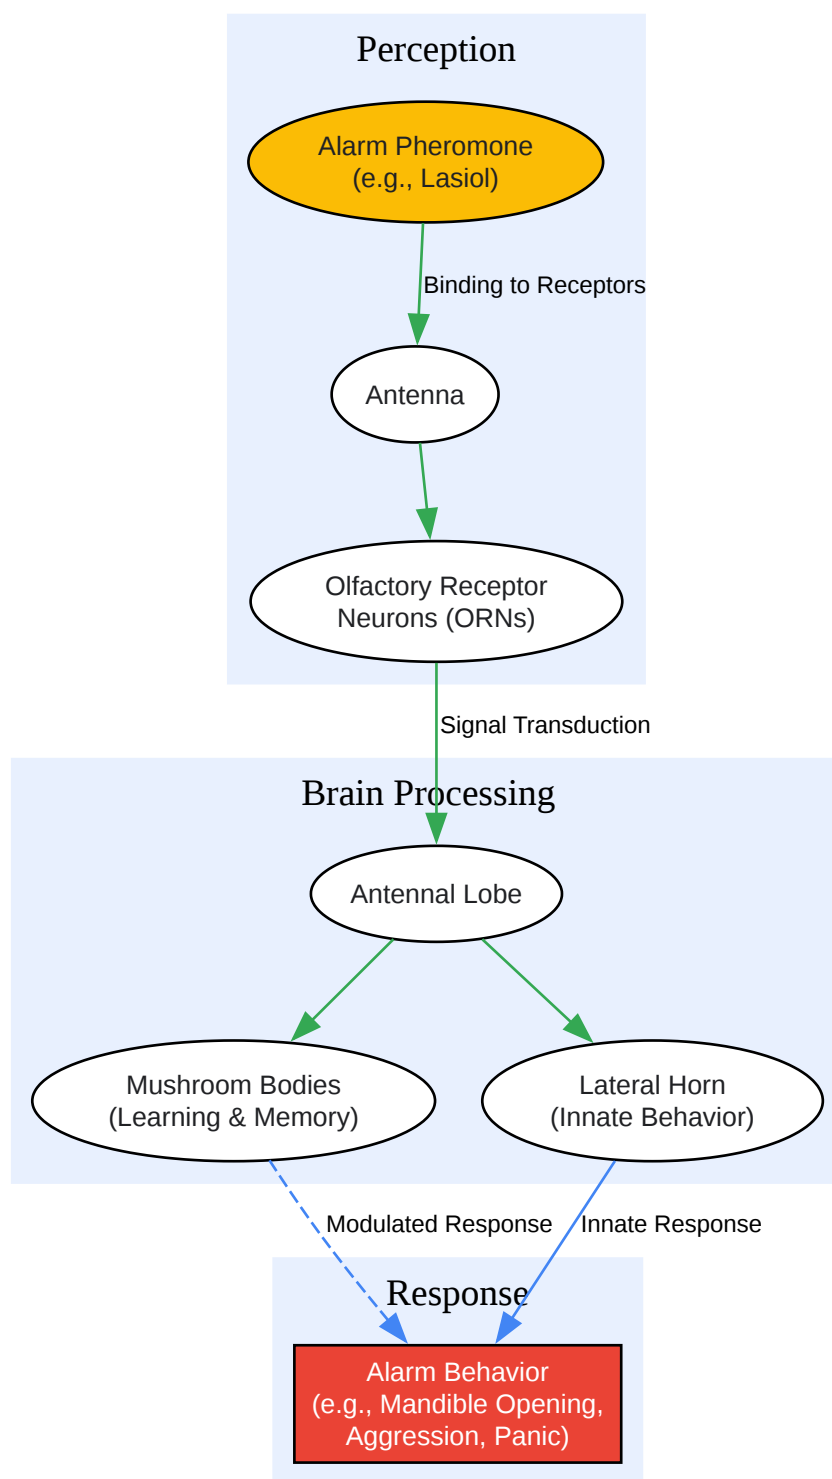 Perception
Alarm Pheromone
(e.g., Lasiol)
Binding to Receptors
Antenna
Olfactory Receptor
Neurons (ORNs)
Signal Transduction
Brain Processing
Antennal Lobe
Mushroom Bodies
(Learning & Memory)
Lateral Horn
(Innate Behavior)
Modulated Response
Innate Response
Response
Alarm Behavior
(e.g., Mandible Opening,
Aggression, Panic)